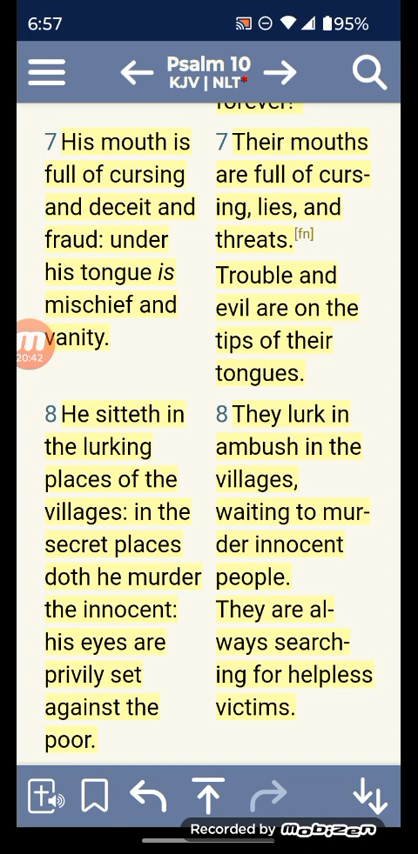 6:57
95%
Psalm 10
KJV | NLT*
forever!"
7 His mouth is
full of cursing
and deceit and
fraud: under
his tongue is
mischief and
vanity.
7 Their mouths
are full of curs-
ing, lies, and
threats.[fn]
Trouble and
evil are on the
tips of their
tongues.
m
20:42
8 He sitteth in
the lurking
places of the
villages: in the
secret places
doth he murder
the innocent:
his eyes are
privily set
against the
poor.
8 They lurk in
ambush in the
villages,
waiting to mur-
der innocent
people.
They are al-
ways search-
ing for helpless
victims.
Recorded by mobizen